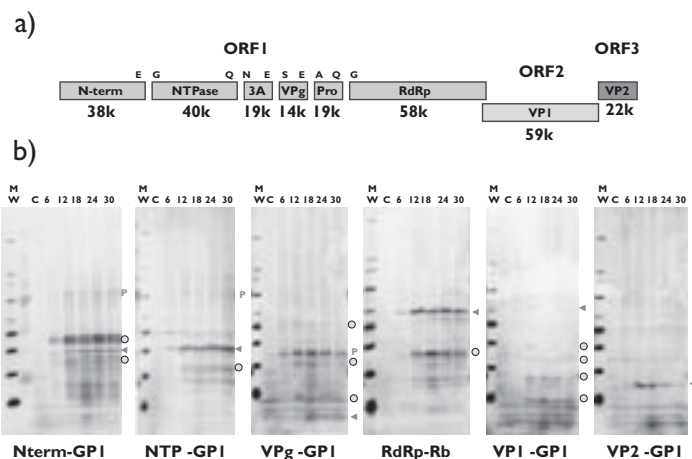 a)
ORF1 ORF3
E G Q N E S E A Q G ORF2
N-term NTPase 3A VPg Pro RdRp VP2
38k 40k 19k 14k 19k 58k VP1 22k
59k
b)
M M M M M M
W C 6 12 18 24 30 W C 6 12 18 24 30 W C 6 12 18 24 30 W C 6 12 18 24 30 W C 6 12 18 24 30 W C 6 12 18 24 30
P P
P
Nterm-GP1 NTP -GP1 VPg -GP1 RdRp-Rb VP1 -GP1 VP2 -GP1